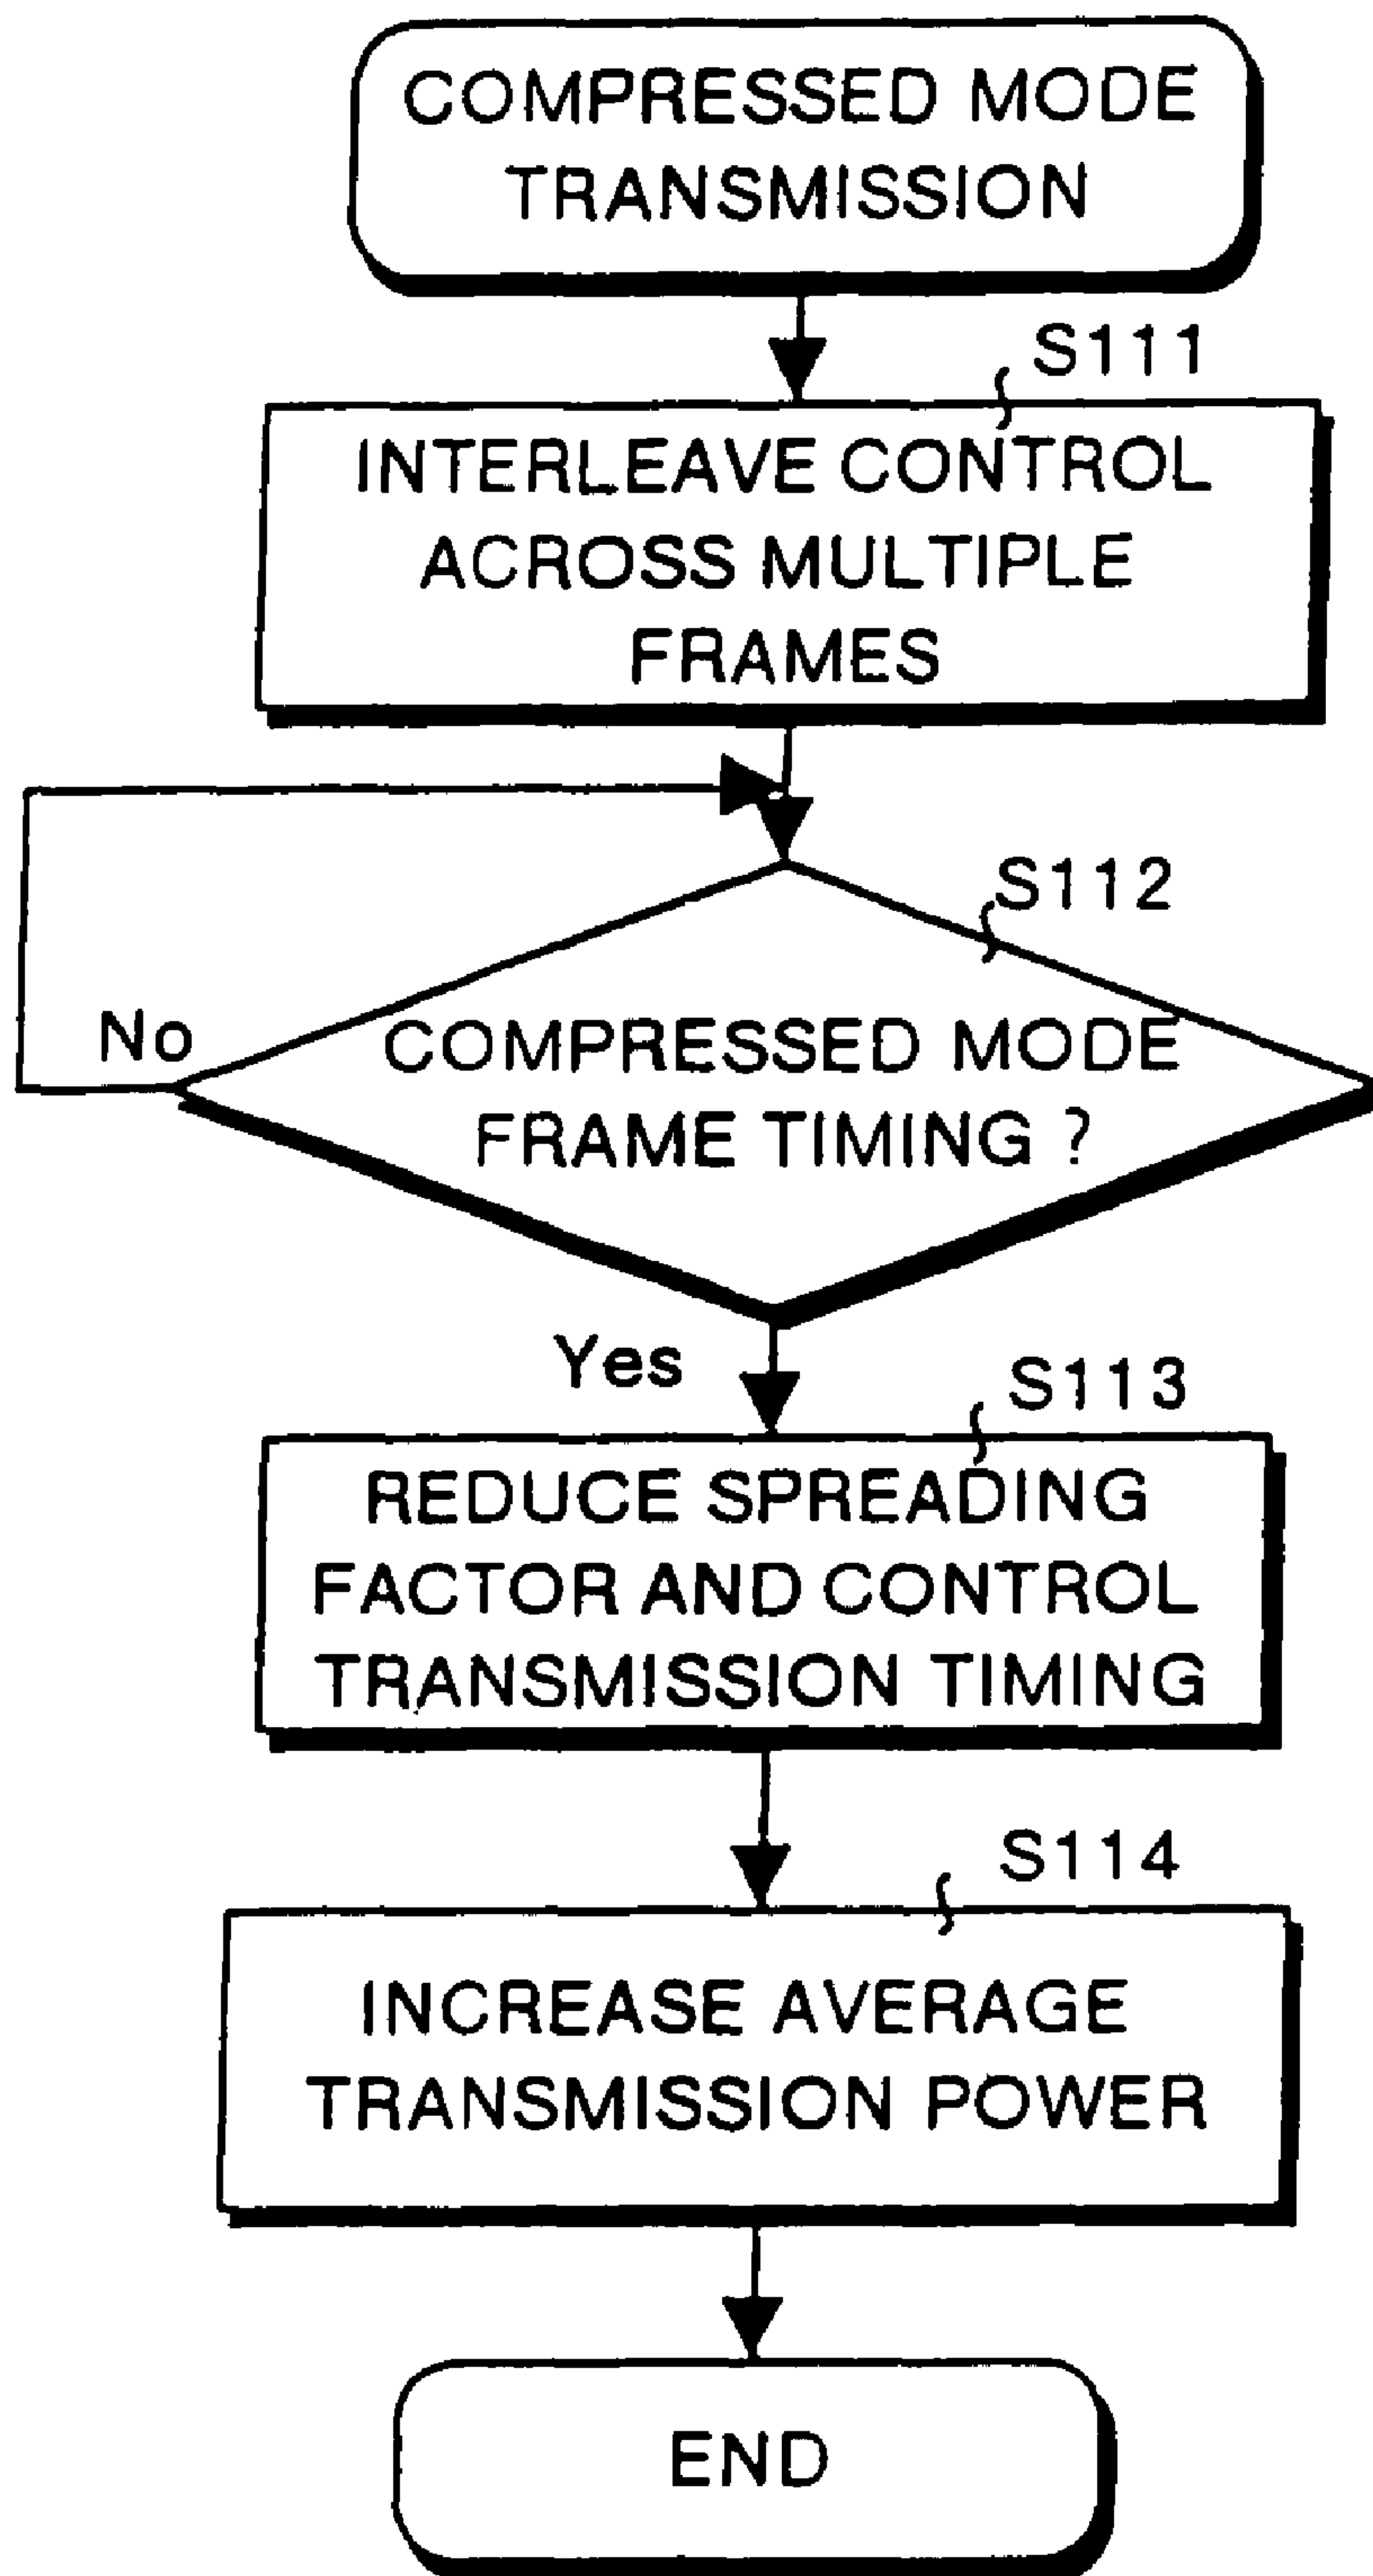 COMPRESSED MODE
TRANSMISSION
S111
INTERLEAVE CONTROL
ACROSS MULTIPLE
FRAMES
S112
No
COMPRESSED MODE
FRAME TIMING ?
Yes
S113
REDUCE SPREADING
FACTOR AND CONTROL
TRANSMISSION TIMING
S114
INCREASE AVERAGE
TRANSMISSION POWER
END